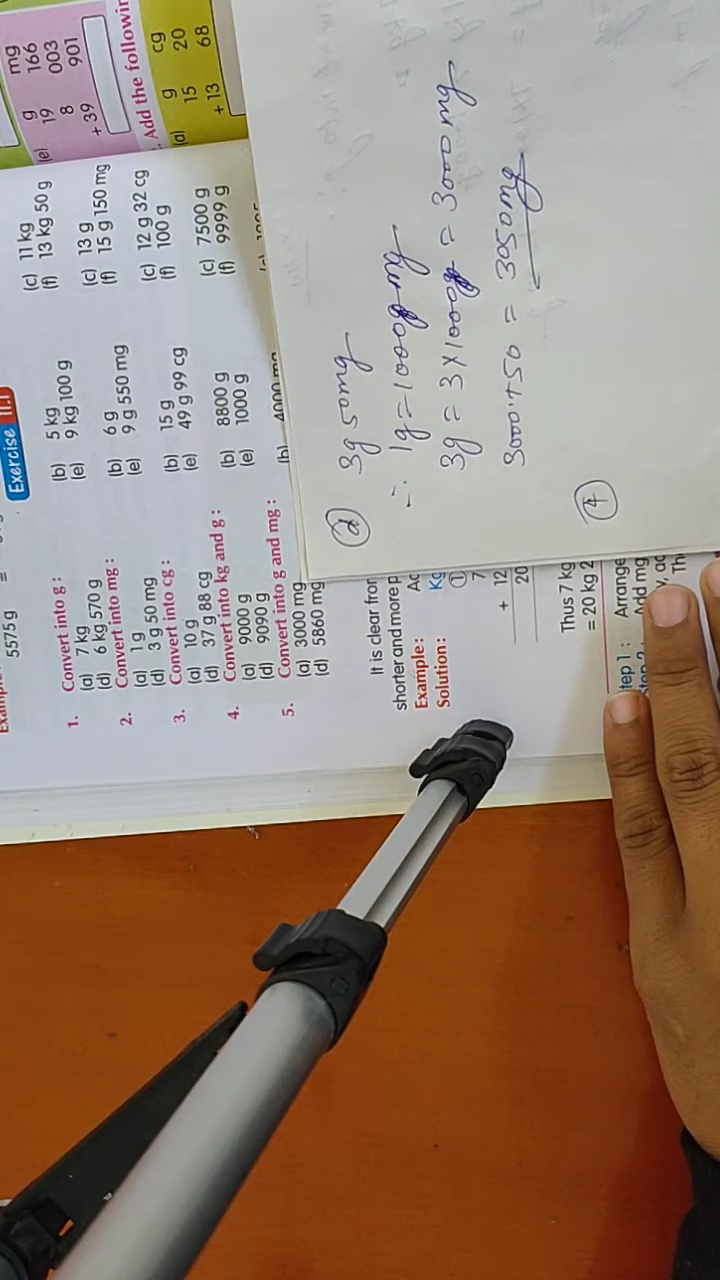 5575 g =
Exercise 11.1
1. Convert into g :
(a) 7 kg (b) 5 kg (c) 11 kg
(d) 6 kg 570 g (e) 9 kg 100 g (f) 13 kg 50 g
2. Convert into mg :
(a) 1 g (b) 6 g (c) 13 g
(d) 3 g 50 mg (e) 9 g 550 mg (f) 15 g 150 mg
3. Convert into cg :
(a) 10 g (b) 15 g (c) 12 g 32 cg
(d) 37 g 88 cg (e) 49 g 99 cg (f) 100 g
4. Convert into kg and g :
(a) 9000 g (b) 8800 g (c) 7500 g
(d) 9090 g (e) 1000 g (f) 9999 g
5. Convert into g and mg :
(a) 3000 mg (b) 4000 mg
(d) 5860 mg
It is clear from
shorter and more p
Example :
Solution :
7
+ 12
20
Thus 7 kg
= 20 kg 2
tep 1 : Arrange
Add mg
Th
g mg
(e) 19 166
8 003
+ 39 901
Add the followin
g cg
(a) 15 20
+ 13 68
(d) 3g 50mg
∴ 1g = 1000mg
3g = 3 x 1000 = 3000 mg
3000+50 = 3050mg